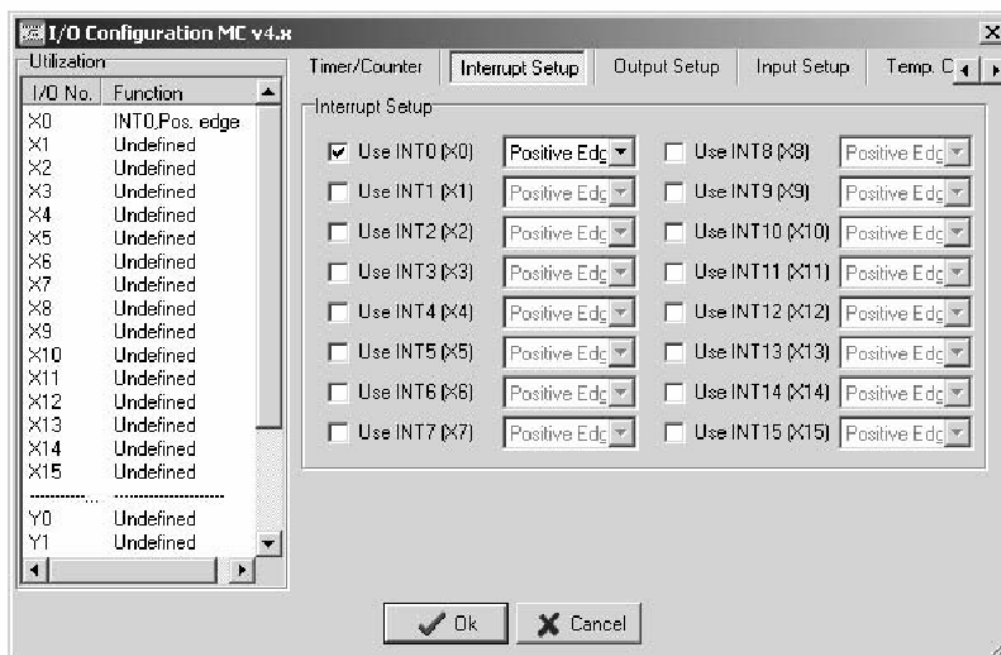 I/O Configuration MC v4.x
Utilization
I/O No. Function
X0 INT0,Pos. edge
X1 Undefined
X2 Undefined
X3 Undefined
X4 Undefined
X5 Undefined
X6 Undefined
X7 Undefined
X8 Undefined
X9 Undefined
X10 Undefined
X11 Undefined
X12 Undefined
X13 Undefined
X14 Undefined
X15 Undefined
Y0 Undefined
Y1 Undefined
Timer/Counter Interrupt Setup Output Setup Input Setup Temp. C
Interrupt Setup
Use INT0 (X0) Positive Edg Use INT8 (X8) Positive Edg
Use INT1 (X1) Positive Edg Use INT9 (X9) Positive Edg
Use INT2 (X2) Positive Edg Use INT10 (X10) Positive Edg
Use INT3 (X3) Positive Edg Use INT11 (X11) Positive Edg
Use INT4 (X4) Positive Edg Use INT12 (X12) Positive Edg
Use INT5 (X5) Positive Edg Use INT13 (X13) Positive Edg
Use INT6 (X6) Positive Edg Use INT14 (X14) Positive Edg
Use INT7 (X7) Positive Edg Use INT15 (X15) Positive Edg
Ok Cancel